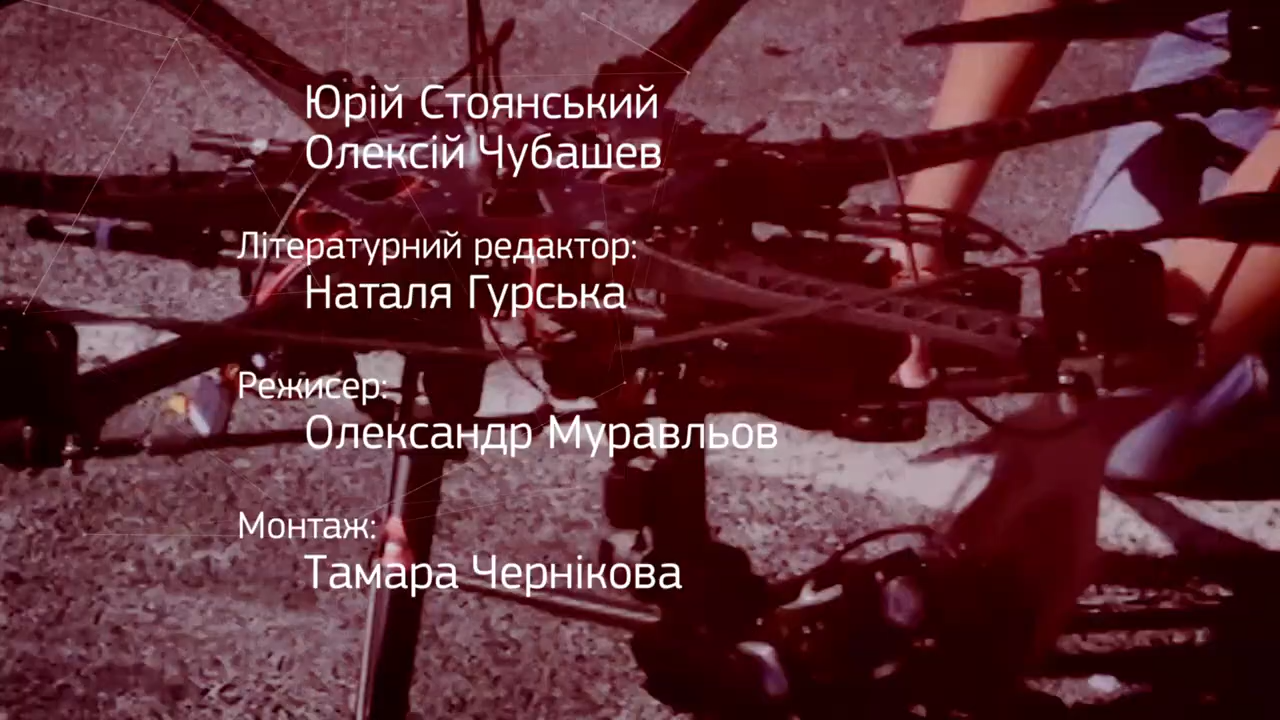 Юрій Стоянський
Олексій Чубашев
Літературний редактор:
Наталя Гурська
Режисер:
Олександр Муравльов
Монтаж:
Тамара Чернікова